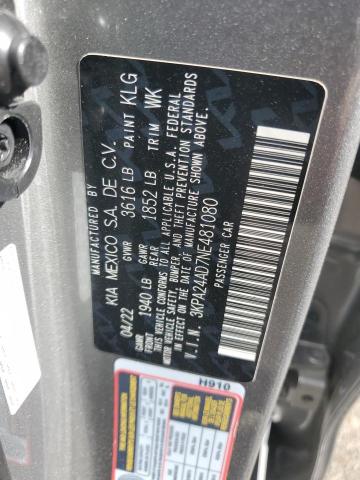 MANUFACTURED BY
KIA MEXICO S.A. DE C.V.
04/22 GVWR 3616 LB PAINT KLG
GAWR FRONT 1940 LB GAWR REAR 1852 LB TRIM WK
THIS VEHICLE CONFORMS TO ALL APPLICABLE U.S.A. FEDERAL
MOTOR VEHICLE SAFETY, BUMPER, AND THEFT PREVENTION STANDARDS
IN EFFECT ON THE DATE OF MANUFACTURE SHOWN ABOVE.
V.I.N. 3KPA24AD7NE481080
PASSENGER CAR
H910